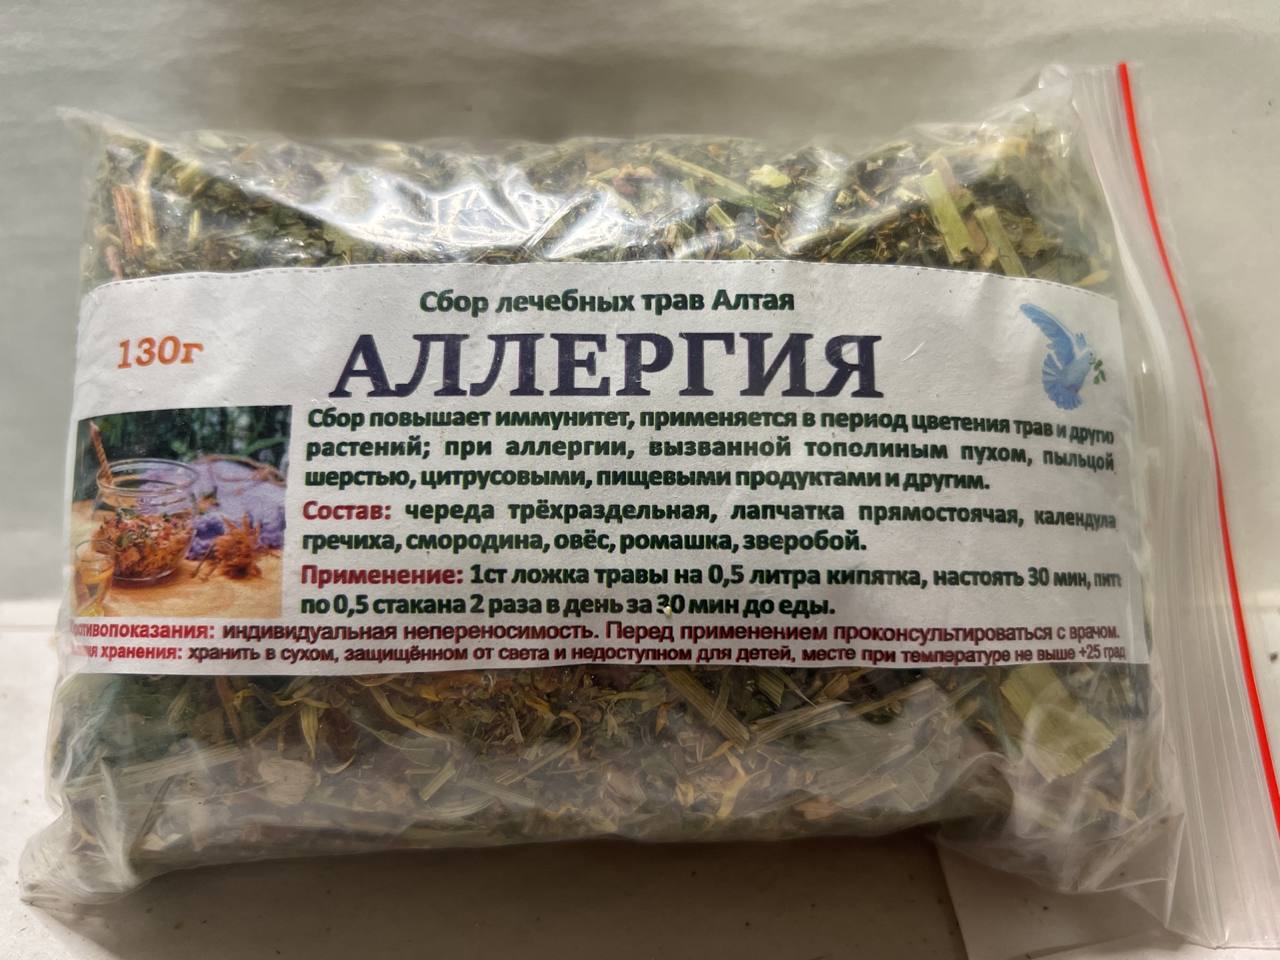 Сбор лечебных трав Алтая
130г
АЛЛЕРГИЯ
Сбор повышает иммунитет, применяется в период цветения трав и других
растений; при аллергии, вызванной тополиным пухом, пыльцой,
шерстью, цитрусовыми, пищевыми продуктами и другим.
Состав: череда трёхраздельная, лапчатка прямостоячая, календула
гречиха, смородина, овёс, ромашка, зверобой.
Применение: 1ст ложка травы на 0,5 литра кипятка, настоять 30 мин, пить
по 0,5 стакана 2 раза в день за 30 мин до еды.
ротивопоказания: индивидуальная непереносимость. Перед применением проконсультироваться с врачом.
хранения: хранить в сухом, защищённом от света и недоступном для детей, месте при температуре не выше +25 град